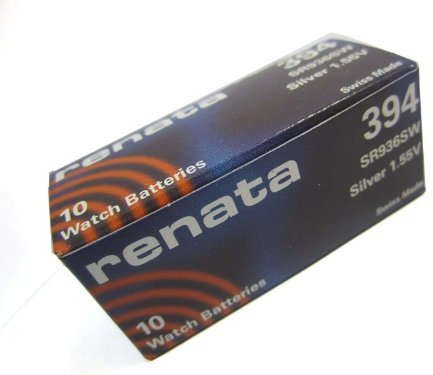 renata
394
SR936SW
Silver 1.55V
Swiss Made
10
Watch Batteries
renata
394
SR936SW
Silver 1.55V
Swiss Made
10
Watch Batteries